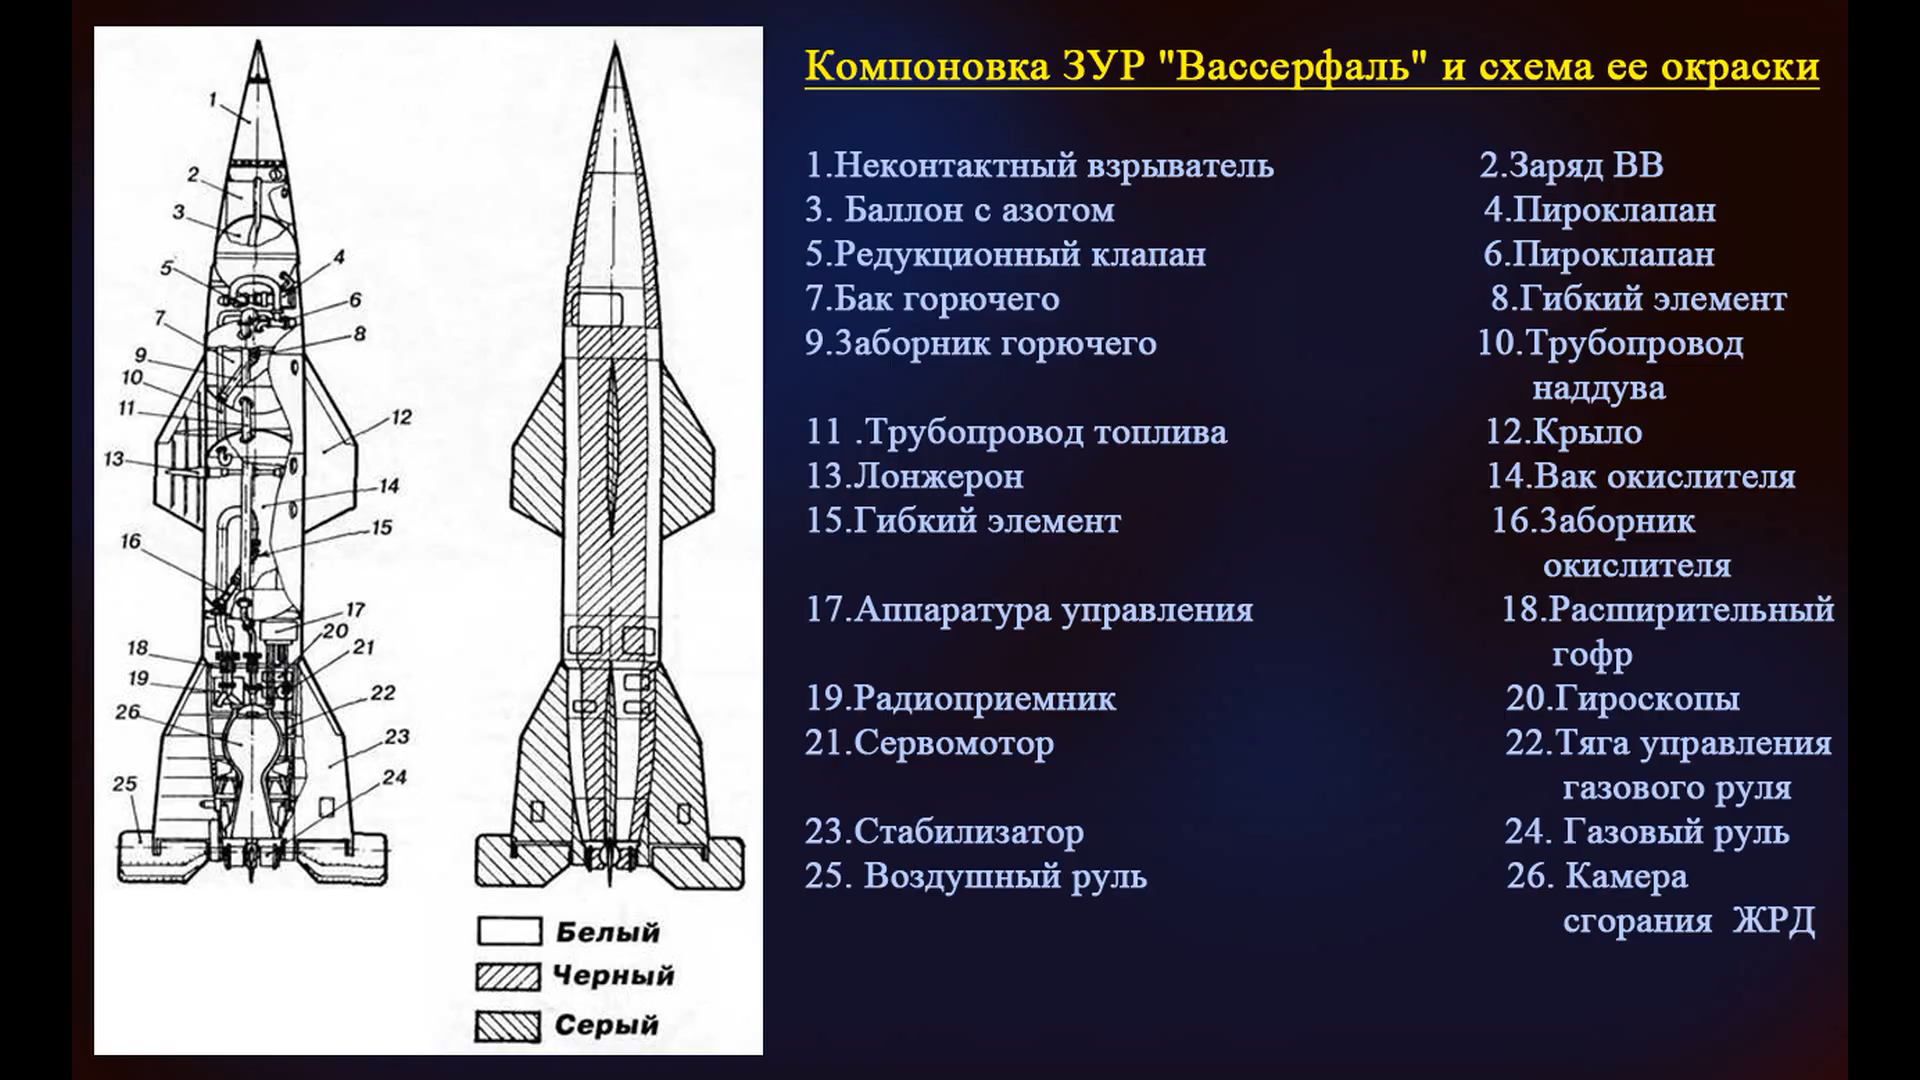 Компоновка ЗУР "Вассерфаль" и схема ее окраски
1.Неконтактный взрыватель 2.Заряд ВВ
3. Баллон с азотом 4.Пироклапан
5.Редукционный клапан 6.Пироклапан
7.Бак горючего 8.Гибкий элемент
9.Заборник горючего 10.Трубопровод
наддува
11 .Трубопровод топлива 12.Крыло
13.Лонжерон 14.Вак окислителя
15.Гибкий элемент 16.Заборник
окислителя
17.Аппаратура управления 18.Расширительный
гофр
19.Радиоприемник 20.Гироскопы
21.Сервомотор 22.Тяга управления
газового руля
23.Стабилизатор 24. Газовый руль
25. Воздушный руль 26. Камера
сгорания ЖРД
1
2
3
4
5
6
7
8
9
10
11
12
13
14
15
16
17
20
18
21
19
22
26
23
24
25
Белый
Черный
Серый